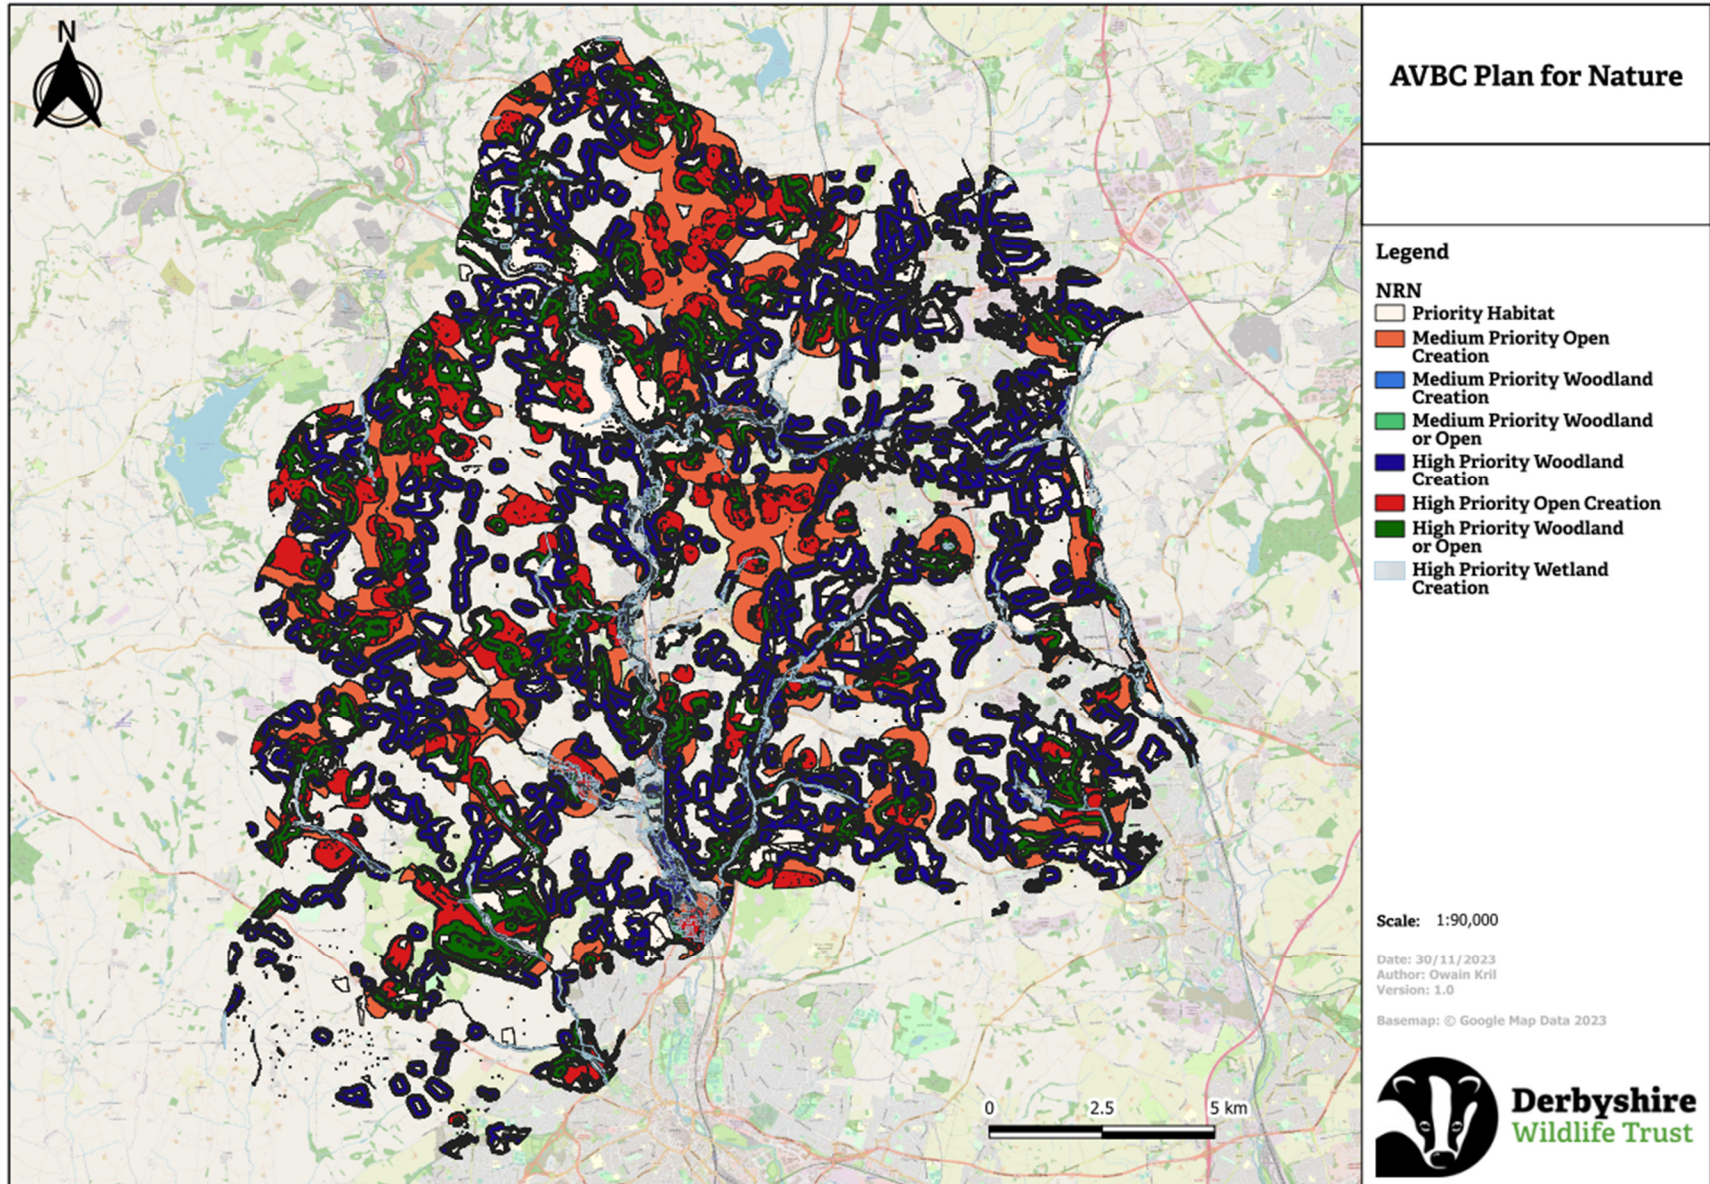 N
AVBC Plan for Nature
Legend
NRN
Priority Habitat
Medium Priority Open
Creation
Medium Priority Woodland
Creation
Medium Priority Woodland
or Open
High Priority Woodland
Creation
High Priority Open Creation
High Priority Woodland
or Open
High Priority Wetland
Creation
Scale: 1:90,000
Date: 30/11/2023
Author: Owain Kril
Version: 1.0
Basemap: © Google Map Data 2023
0 2.5 5 km
Derbyshire
Wildlife Trust